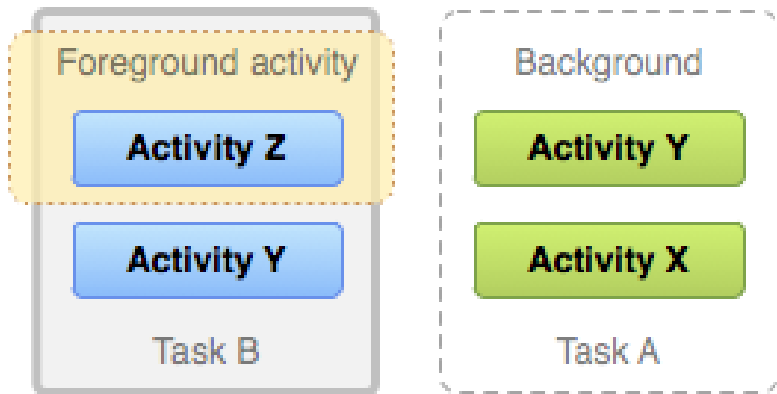 Foreground activity
Activity Z
Activity Y
Task B
Background
Activity Y
Activity X
Task A